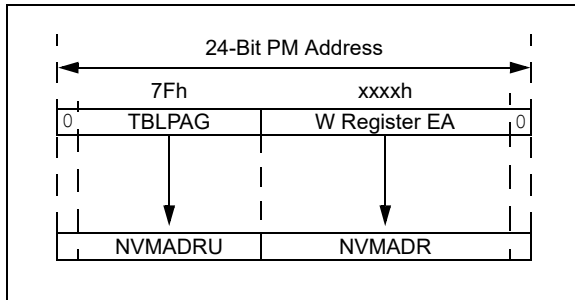 24-Bit PM Address
7Fh xxxxh
0 TBLPAG W Register EA 0
NVMADRU NVMADR